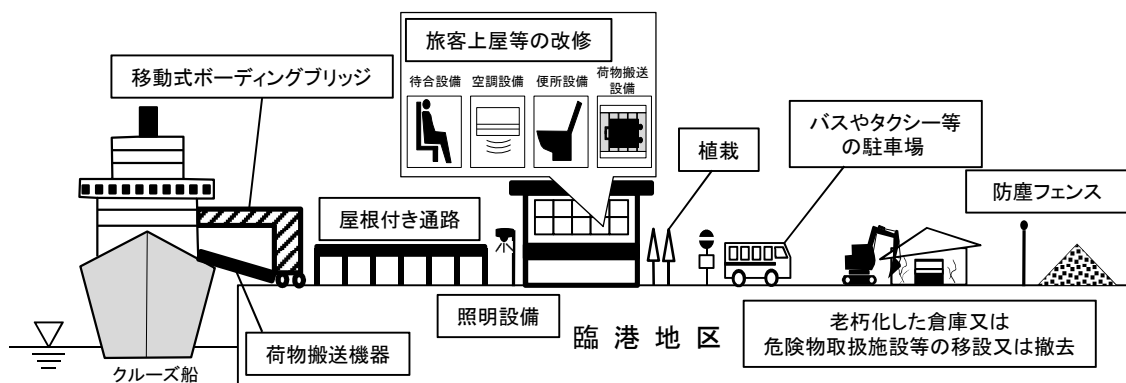 旅客上屋等の改修
待合設備
空調設備
便所設備
荷物搬送
設備
移動式ボーディングブリッジ
植栽
バスやタクシー等
の駐車場
防塵フェンス
屋根付き通路
照明設備
臨港地区
老朽化した倉庫又は
危険物取扱施設等の移設又は撤去
荷物搬送機器
クルーズ船